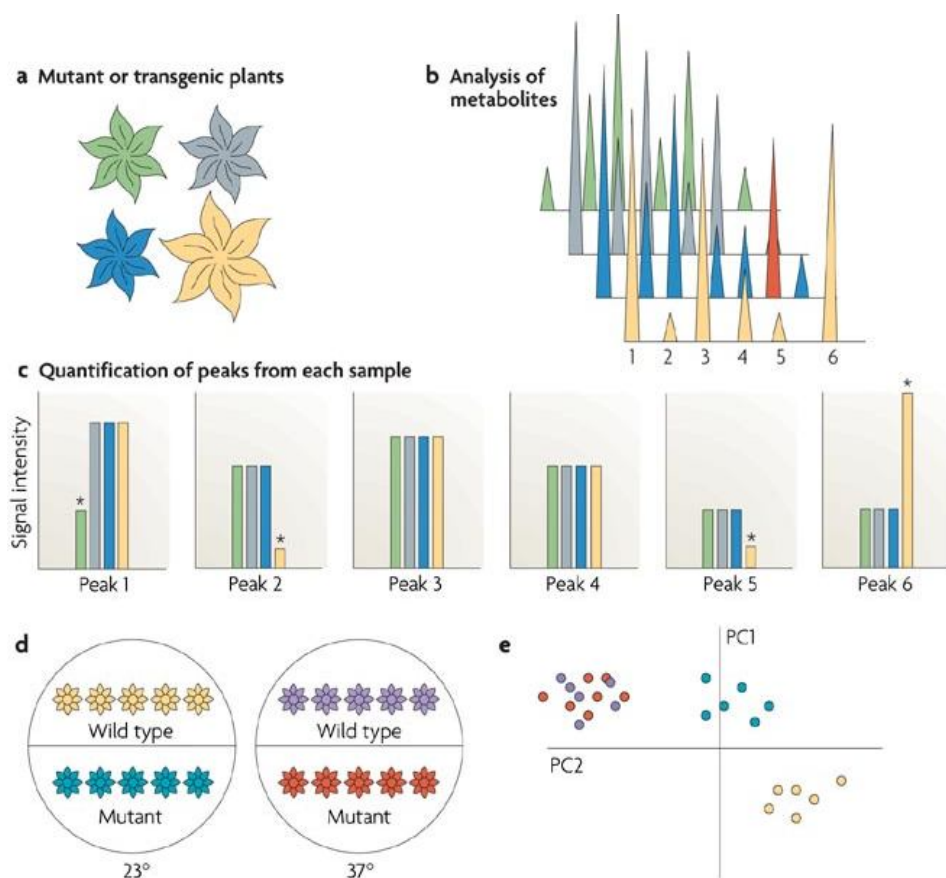 a Mutant or transgenic plants
b Analysis of
metabolites
1 2 3 4 5 6
c Quantification of peaks from each sample
Signal intensity
* * * *
Peak 1 Peak 2 Peak 3 Peak 4 Peak 5 Peak 6
d
Wild type Wild type
Mutant Mutant
23° 37°
e
PC1
PC2